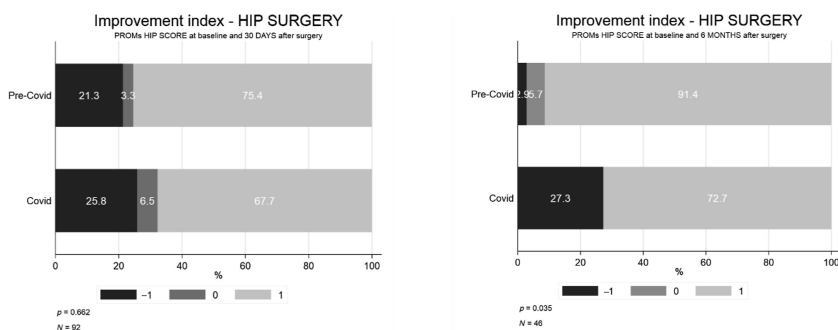 Improvement index - HIP SURGERY
PROMs HIP SCORE at baseline and 30 DAYS after surgery
Pre-Covid
21.3 3.3 75.4
Covid
25.8 6.5 67.7
0 20 40 60 80 100
%
–1 0 1
p = 0.662
N = 92
Improvement index - HIP SURGERY
PROMs HIP SCORE at baseline and 6 MONTHS after surgery
Pre-Covid
2.9 5.7 91.4
Covid
27.3 72.7
0 20 40 60 80 100
%
–1 0 1
p = 0.035
N = 46